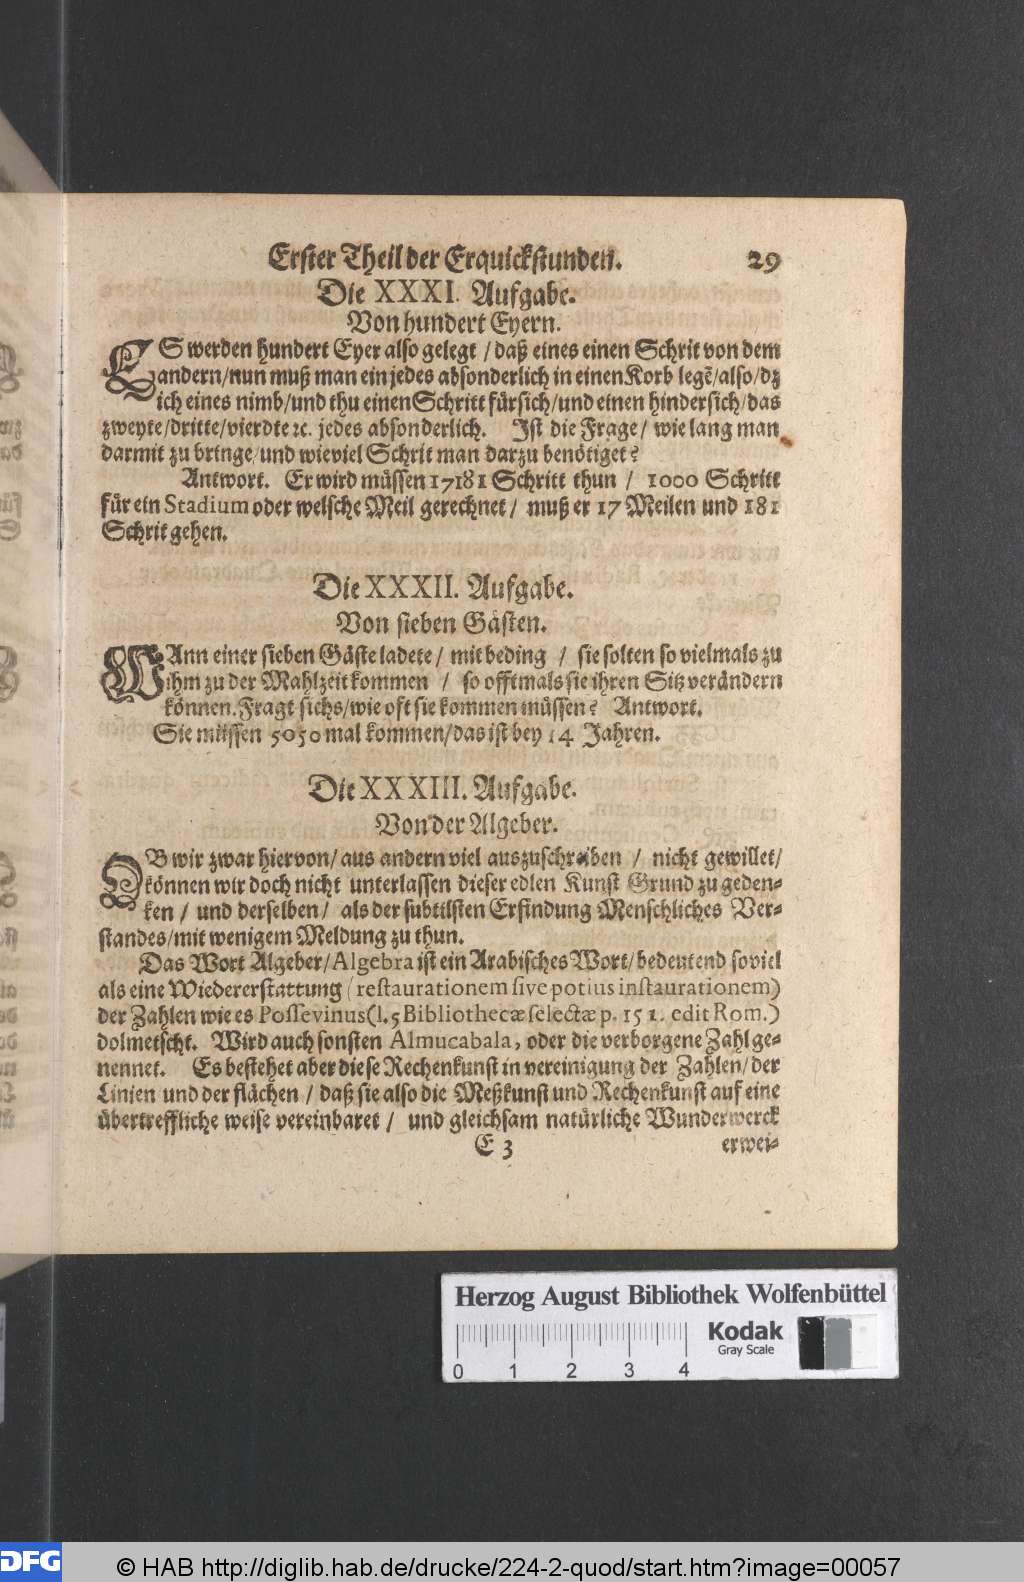 Erster Theil der Erquickstunden. 29
Die XXXI. Aufgabe.
Von hundert Eyern.
ES werden hundert Eyer also gelegt / daß eines einen Schrit von dem
andern/nun muß man ein jedes absonderlich in einen Korb legē/also/dz
ich eines nimb/und thu einen Schritt fürsich/und einen hindersich/das
zweyte/dritte/vierdte ꝛc. jedes absonderlich. Ist die Frage/ wie lang man
darmit zu bringe/und wieviel Schrit man darzu benötiget?
Antwort. Er wird müssen 17181 Schritt thun / 1000 Schritt
für ein Stadium oder welsche Meil gerechnet/ muß er 17 Meilen und 181
Schrit gehen.
Die XXXII. Aufgabe.
Von sieben Gästen.
WAnn einer sieben Gäste ladete/ mit beding / sie solten so vielmals zu
ihm zu der Mahlzeit kommen / so offtmals sie ihren Sitz verändern
können. Fragt sichs/wie oft sie kommen müssen? Antwort.
Sie müssen 5050 mal kommen/das ist bey 14 Jahren.
Die XXXIII. Aufgabe.
Von der Algeber.
OB wir zwar hiervon/ aus andern viel auszuschreiben / nicht gewillet/
können wir doch nicht unterlassen dieser edlen Kunst Grund zu geden-
ken / und derselben/ als der subtilsten Erfindung Menschliches Ver-
standes/mit wenigem Meldung zu thun.
Das Wort Algeber/Algebra ist ein Arabisches Wort/bedeutend soviel
als eine Wiedererstattung (restaurationem sive potius instaurationem)
der Zahlen wie es Possevinus(l.5 Bibliothecæ selectæ p. 151. edit Rom.)
dolmetscht. Wird auch sonsten Almucabala, oder die verborgene Zahl ge-
nennet. Es bestehet aber diese Rechenkunst in vereinigung der Zahlen/der
Linien und der flächen / daß sie also die Meßkunst und Rechenkunst auf eine
übertreffliche weise vereinbaret / und gleichsam natürliche Wunderwerck
E 3 erwei-
Herzog August Bibliothek Wolfenbüttel
0 1 2 3 4
Kodak
Gray Scale
DFG
© HAB http://diglib.hab.de/drucke/224-2-quod/start.htm?image=00057